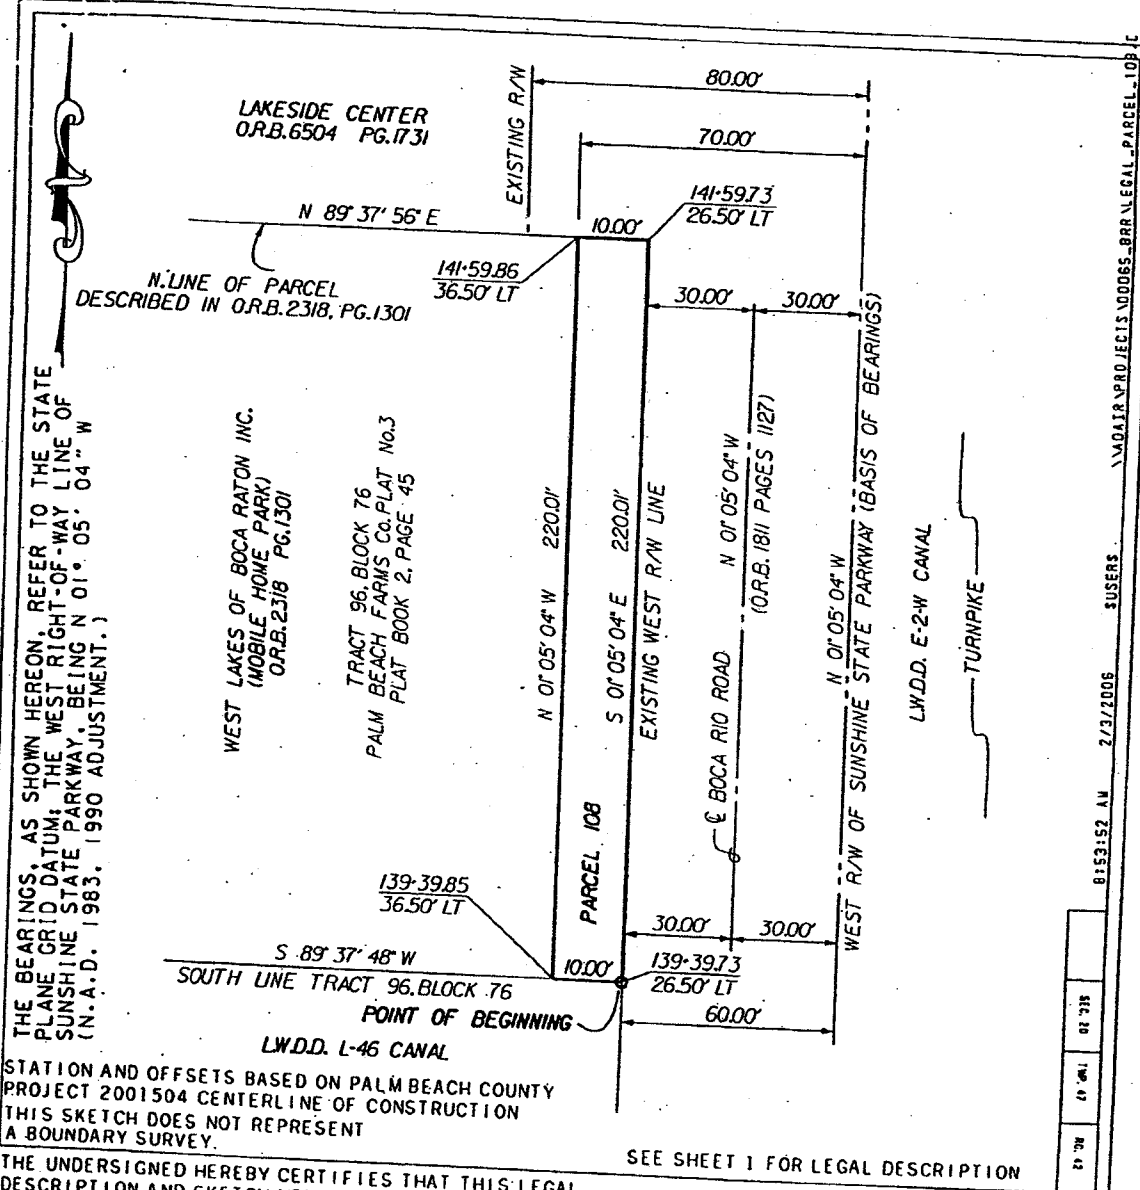 80.00'
LAKESIDE CENTER
O.R.B. 6504 PG. 1731
EXISTING R/W
70.00'
N 89° 37' 56" E
10.00'
141+59.73
26.50' LT
141+59.86
36.50' LT
N. LINE OF PARCEL
DESCRIBED IN O.R.B. 2318, PG. 1301
30.00'
30.00'
THE BEARINGS, AS SHOWN HEREON, REFER TO THE STATE
PLANE GRID DATUM; THE WEST RIGHT-OF-WAY LINE OF
SUNSHINE STATE PARKWAY, BEING N 01° 05' 04" W
(N.A.D. 1983, 1990 ADJUSTMENT.)
WEST LAKES OF BOCA RATON INC.
(MOBILE HOME PARK)
O.R.B. 2318 PG. 1301
TRACT 96, BLOCK 76
PALM BEACH FARMS Co. PLAT No. 3
PLAT BOOK 2, PAGE 45
N 01° 05' 04" W 220.01'
PARCEL 108
S 01° 05' 04" E 220.01'
EXISTING WEST R/W LINE
℄ BOCA RIO ROAD N 01° 05' 04" W
(O.R.B. 1811 PAGES 1127)
N 01° 05' 04" W
WEST R/W OF SUNSHINE STATE PARKWAY (BASIS OF BEARINGS)
L.W.D.D. E-2-W CANAL
TURNPIKE
139+39.85
36.50' LT
30.00'
30.00'
S 89° 37' 48" W
10.00'
139+39.73
26.50' LT
SOUTH LINE TRACT 96, BLOCK 76
POINT OF BEGINNING
60.00'
L.W.D.D. L-46 CANAL
STATION AND OFFSETS BASED ON PALM BEACH COUNTY
PROJECT 2001504 CENTERLINE OF CONSTRUCTION
THIS SKETCH DOES NOT REPRESENT
A BOUNDARY SURVEY.
SEE SHEET 1 FOR LEGAL DESCRIPTION
THE UNDERSIGNED HEREBY CERTIFIES THAT THIS LEGAL
DESCRIPTION AND SKETCH
8:53:52 AM 2/3/2006 $USERS
SEC. 20 TWP. 47 RG. 42